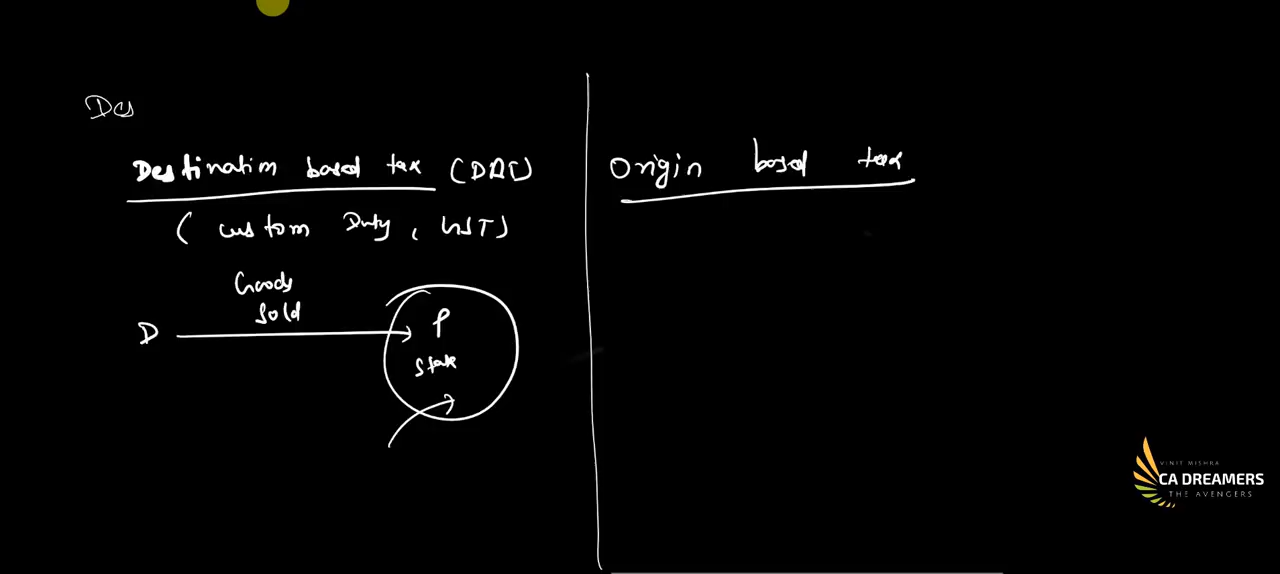 Des
Destination based tax (DBT)
( Custom Duty, GST)
Goods
Sold
D
P
State
Origin based tax
VINIT MISHRA
CA DREAMERS
THE AVENGERS